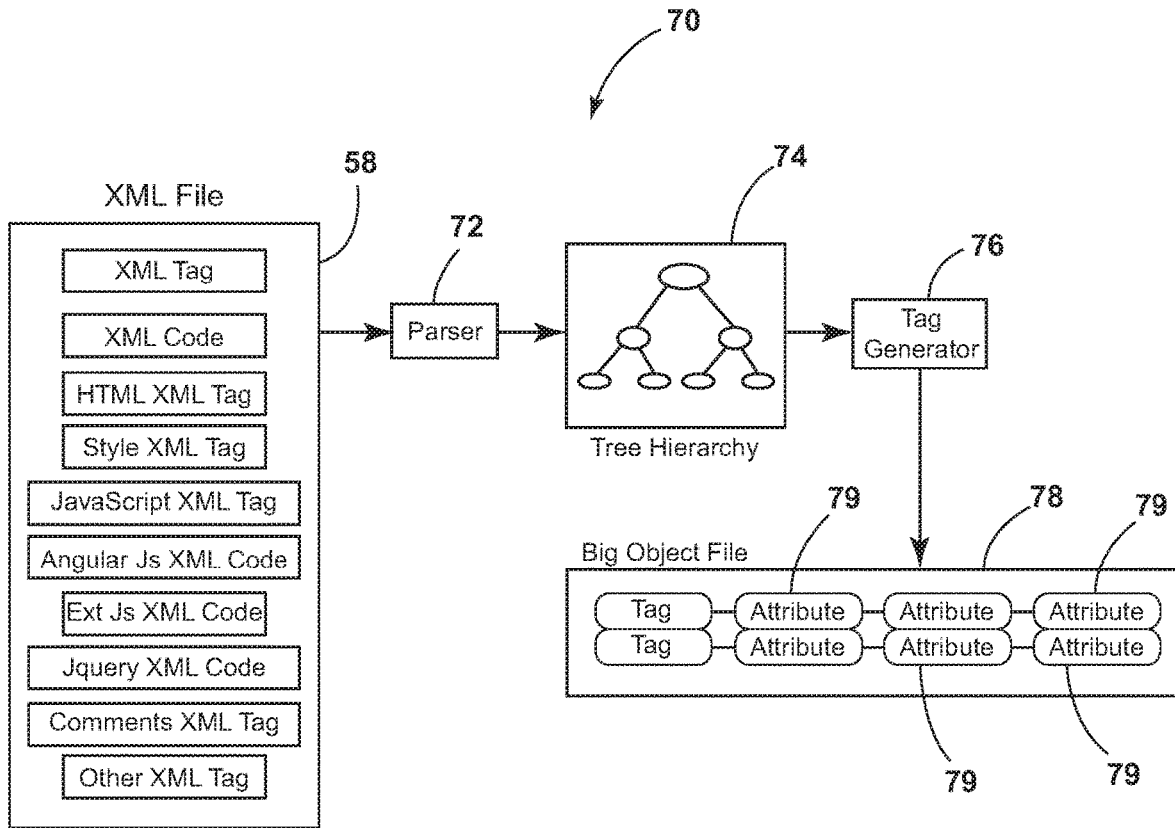 70
58
74
XML File
72
76
XML Tag
XML Code
HTML XML Tag
Style XML Tag
JavaScript XML Tag
Angular Js XML Code
Ext Js XML Code
Jquery XML Code
Comments XML Tag
Other XML Tag
Parser
Tree Hierarchy
Tag
Generator
79
78
79
Big Object File
Tag Attribute Attribute Attribute
Tag Attribute Attribute Attribute
79
79